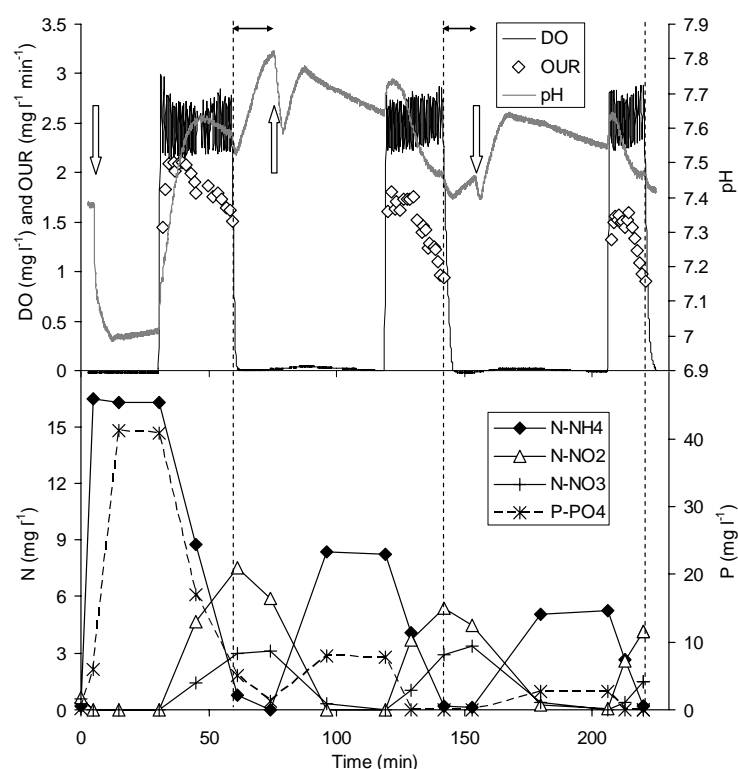 DO (mg l-1) and OUR (mg l-1 min-1)
3.5
3
2.5
2
1.5
1
0.5
0
DO
OUR
pH
7.9
7.8
7.7
7.6
7.5
7.4
7.3
7.2
7.1
7
6.9
pH
N (mg l-1)
15
12
9
6
3
0
N-NH4
N-NO2
N-NO3
P-PO4
40
30
20
10
0
P (mg l-1)
0
50
100
150
200
Time (min)